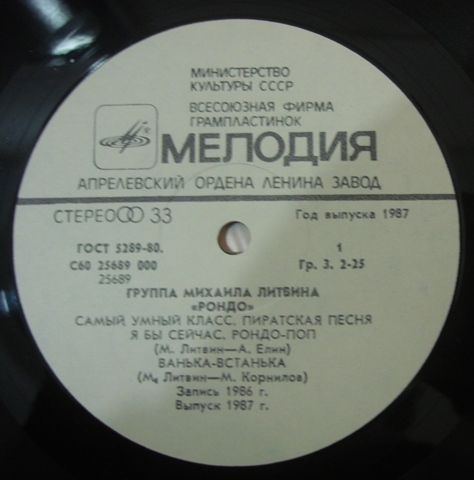 МИНИСТЕРСТВО
КУЛЬТУРЫ СССР
ВСЕСОЮЗНАЯ ФИРМА
ГРАМПЛАСТИНОК
МЕЛОДИЯ
АПРЕЛЕВСКИЙ ОРДЕНА ЛЕНИНА ЗАВОД
СТЕРЕО 33
Год выпуска 1987
ГОСТ 5289-80.
1
С60 25689 000
Гр. 3. 2-25
25689
ГРУППА МИХАИЛА ЛИТВИНА
«РОНДО»
САМЫЙ УМНЫЙ КЛАСС, ПИРАТСКАЯ ПЕСНЯ
Я БЫ СЕЙЧАС, РОНДО-ПОП
(М. Литвин—А. Елин)
ВАНЬКА-ВСТАНЬКА
(М. Литвин—М. Корнилов)
Запись 1986 г.
Выпуск 1987 г.